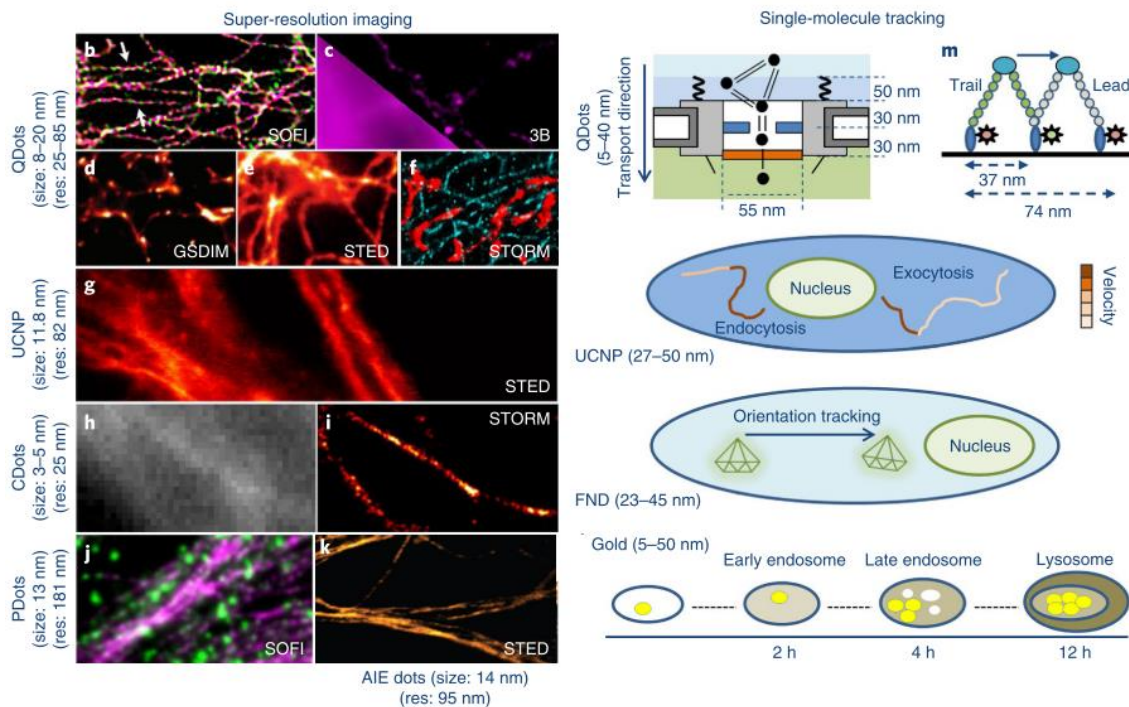 Super-resolution imaging
QDots
(size: 8–20 nm)
(res: 25–85 nm)
b
SOFI
c
3B
d
GSDIM
e
STED
f
STORM
UCNP
(size: 11.8 nm)
(res: 82 nm)
g
STED
CDots
(size: 3–5 nm)
(res: 25 nm)
h
i
STORM
PDots
(size: 13 nm)
(res: 181 nm)
j
SOFI
k
STED
AIE dots (size: 14 nm)
(res: 95 nm)
Single-molecule tracking
QDots
(5–40 nm)
Transport direction
50 nm
30 nm
30 nm
55 nm
m
Trail
Lead
37 nm
74 nm
Nucleus
Exocytosis
Endocytosis
Velocity
UCNP (27–50 nm)
Orientation tracking
Nucleus
FND (23–45 nm)
Gold (5–50 nm)
Early endosome
Late endosome
Lysosome
2 h
4 h
12 h